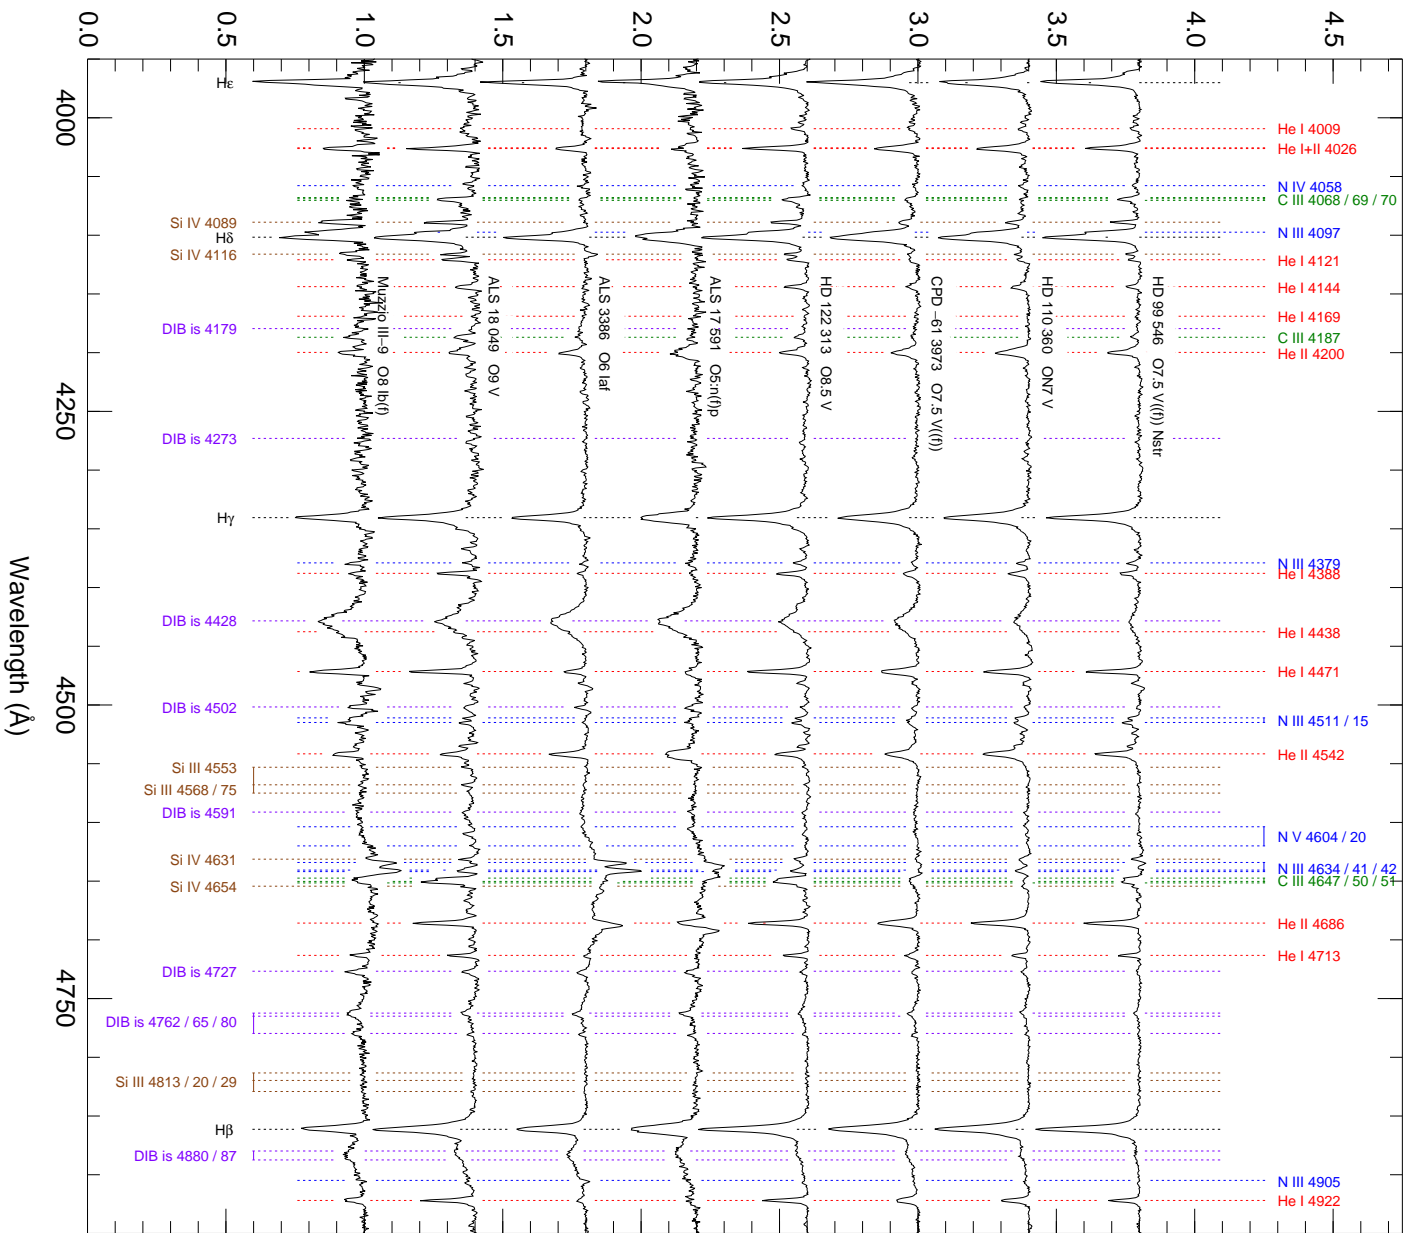 0.0
0.5
1.0
1.5
2.0
2.5
3.0
3.5
4.0
4.5
4000
4250
4500
4750
Wavelength (Å)
Hε
Si IV 4089
Hδ
Si IV 4116
DIB is 4179
DIB is 4273
Hγ
DIB is 4428
DIB is 4502
Si III 4553
Si III 4568 / 75
DIB is 4591
Si IV 4631
Si IV 4654
DIB is 4727
DIB is 4762 / 65 / 80
Si III 4813 / 20 / 29
Hβ
DIB is 4880 / 87
Muzzio III–9 O8 Ib(f)
ALS 18 049 O9 V
ALS 3386 O6 Iaf
ALS 17 591 O5:n(f)p
HD 122 313 O8.5 V
CPD –61 3973 O7.5 V((f))
HD 110 360 ON7 V
HD 99 546 O7.5 V((f)) Nstr
He I 4009
He I+II 4026
N IV 4058
C III 4068 / 69 / 70
N III 4097
He I 4121
He I 4144
He I 4169
C III 4187
He II 4200
N III 4379
He I 4388
He I 4438
He I 4471
N III 4511 / 15
He II 4542
N V 4604 / 20
N III 4634 / 41 / 42
C III 4647 / 50 / 51
He II 4686
He I 4713
N III 4905
He I 4922